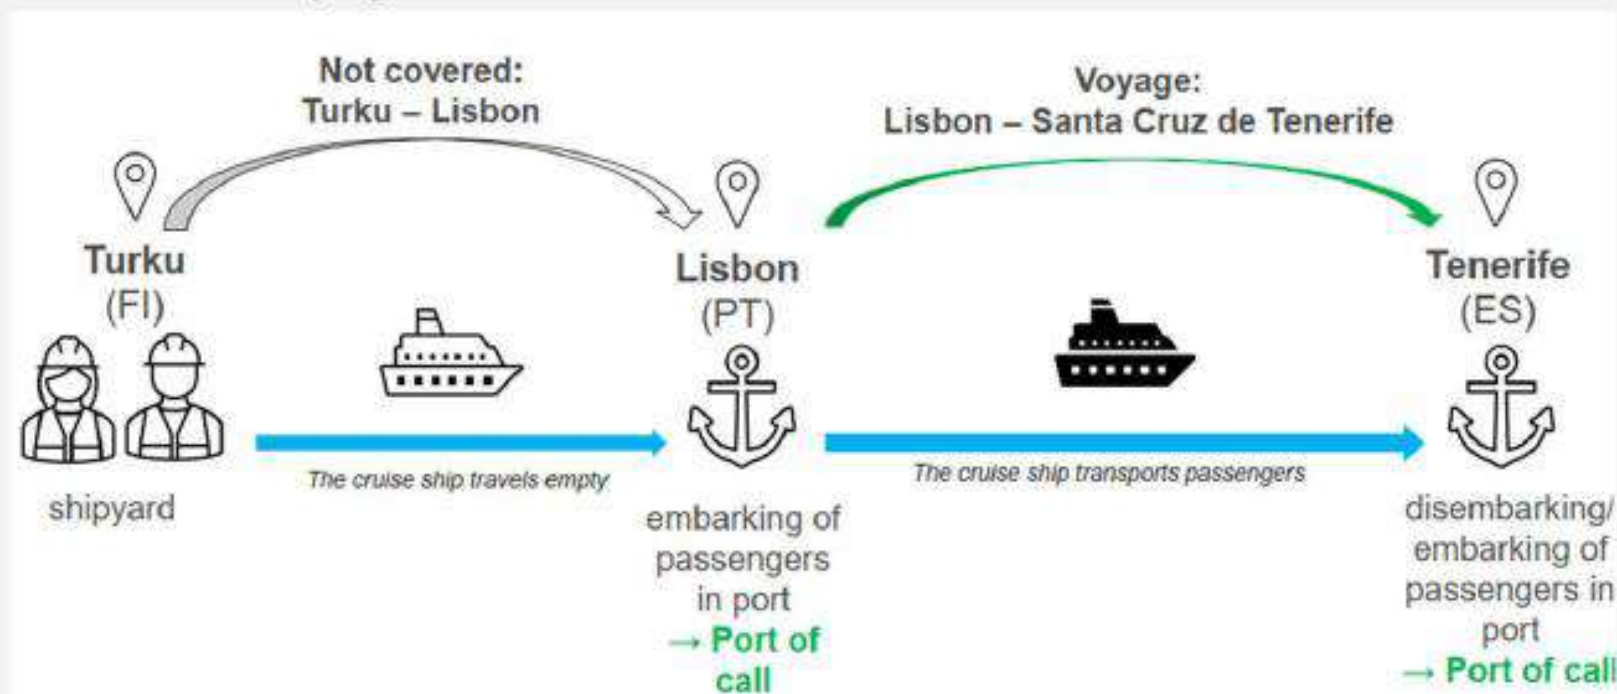 Not covered:
Turku – Lisbon
Voyage:
Lisbon – Santa Cruz de Tenerife
Turku
(FI)
Lisbon
(PT)
Tenerife
(ES)
The cruise ship travels empty
The cruise ship transports passengers
shipyard
embarking of
passengers
in port
→ Port of
call
disembarking/
embarking of
passengers in
port
→ Port of call